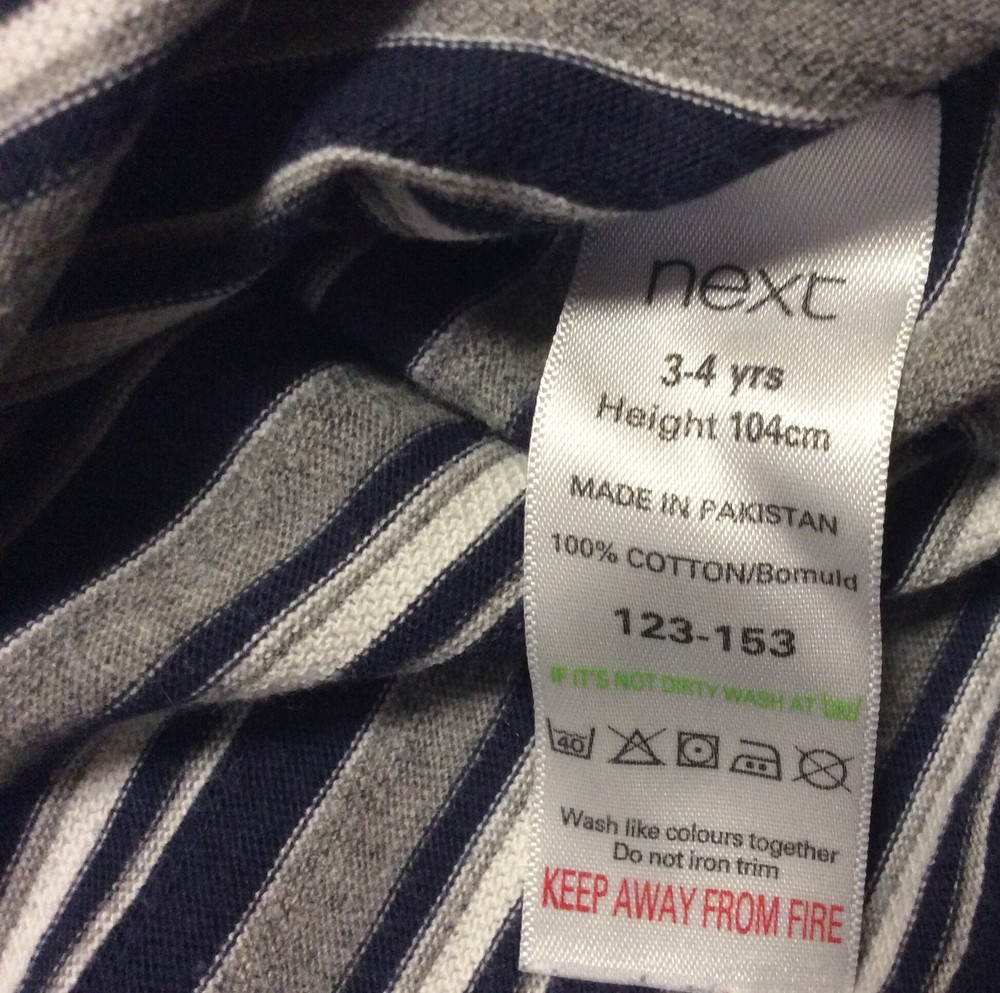 next
3-4 yrs
Height 104cm
MADE IN PAKISTAN
100% COTTON/Bomuld
123-153
IF IT'S NOT DIRTY WASH AT
40
Wash like colours together
Do not iron trim
KEEP AWAY FROM FIRE